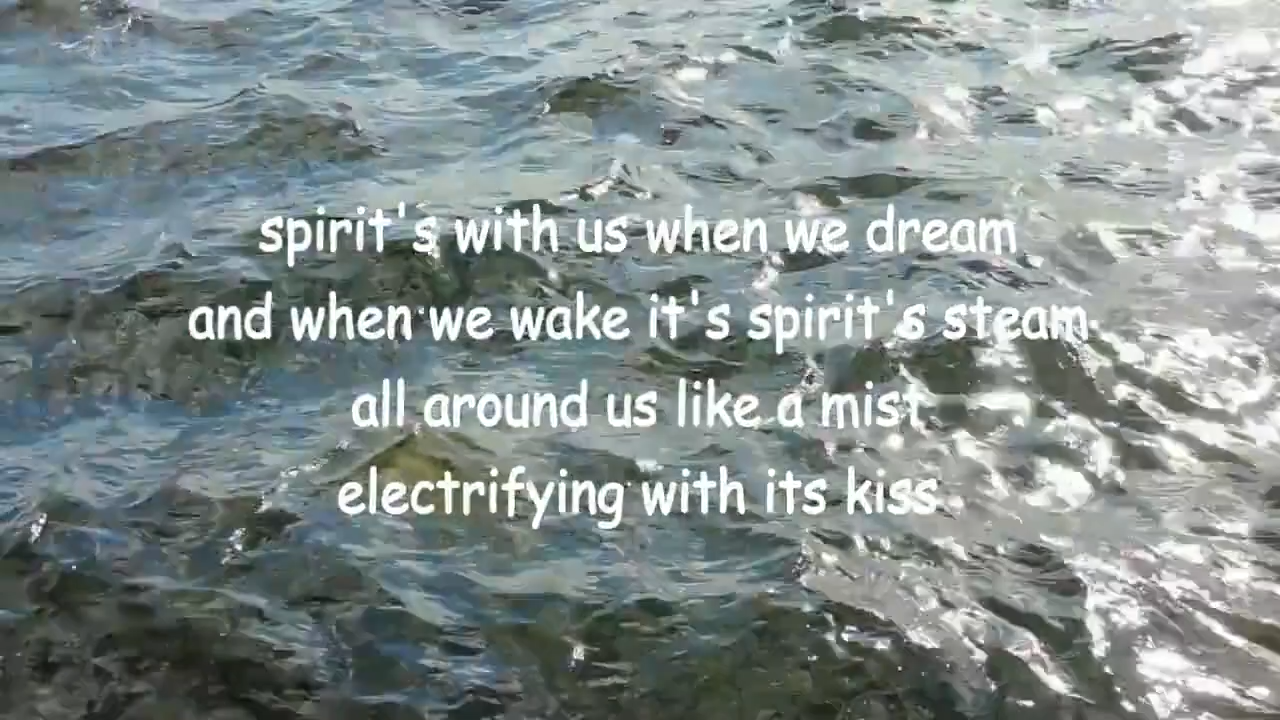 spirit's with us when we dream
and when we wake it's spirit's steam
all around us like a mist
electrifying with its kiss